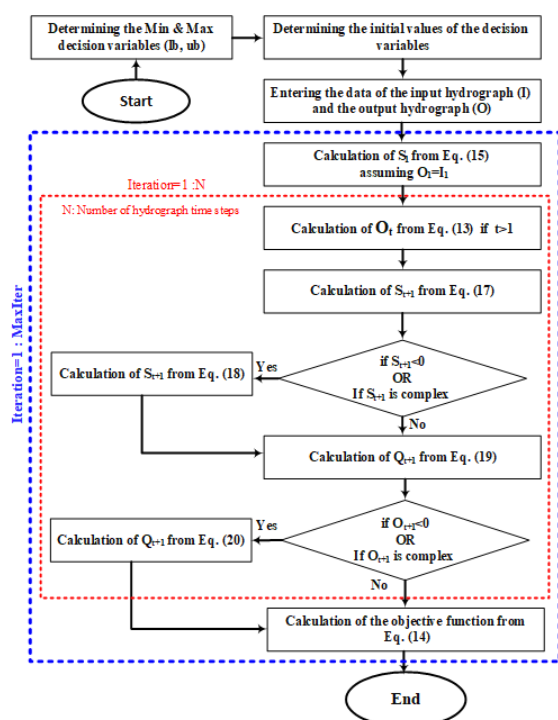 Determining the Min & Max
decision variables (lb, ub)
Determining the initial values of the decision
variables
Start
Entering the data of the input hydrograph (I)
and the output hydrograph (O)
Calculation of S₁ from Eq. (15)
assuming O₁=I₁
Iteration=1 :N
N: Number of hydrograph time steps
Calculation of Oₜ from Eq. (13) if t>1
Calculation of Sₜ₊₁ from Eq. (17)
Iteration=1 : MaxIter
if Sₜ₊₁<0
OR
If Sₜ₊₁ is complex
Yes
Calculation of Sₜ₊₁ from Eq. (18)
No
Calculation of Qₜ₊₁ from Eq. (19)
if Oₜ₊₁<0
OR
If Oₜ₊₁ is complex
Yes
Calculation of Qₜ₊₁ from Eq. (20)
No
Calculation of the objective function from
Eq. (14)
End